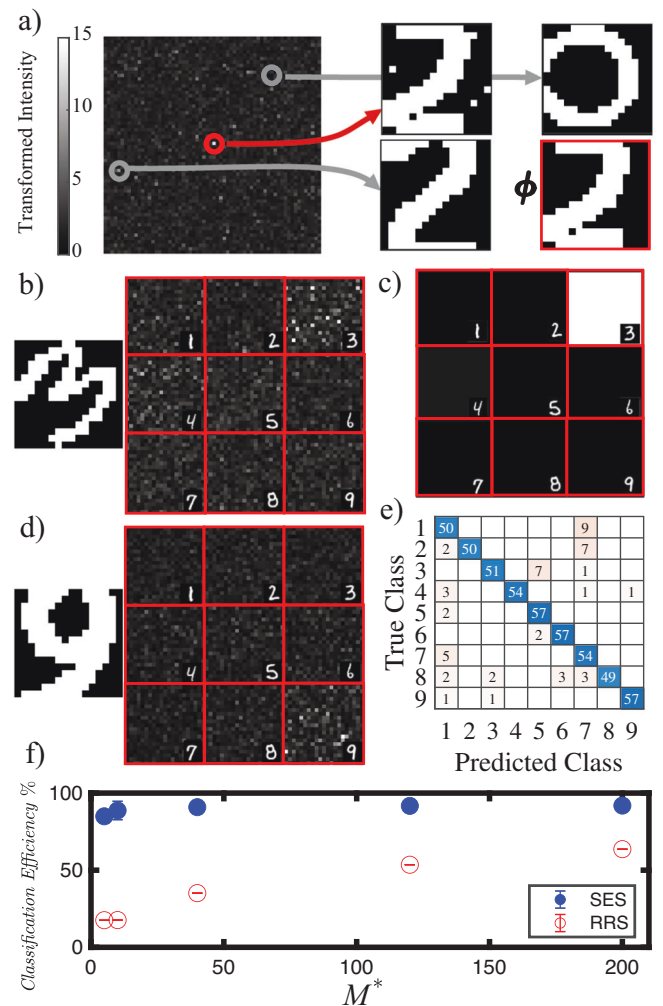 a)
15
10
5
0
Transformed Intensity
ϕ
b)
1 2 3
4 5 6
7 8 9
c)
1 2 3
4 5 6
7 8 9
d)
1 2 3
4 5 6
7 8 9
e)
1 50 9
2 2 50 7
3 51 7 1
4 3 54 1 1
5 2 57
6 2 57
7 5 54
8 2 2 3 3 49
9 1 1 57
1 2 3 4 5 6 7 8 9
True Class
Predicted Class
f)
100
50
0
Classification Efficiency %
SES
RRS
0 50 100 150 200
M*